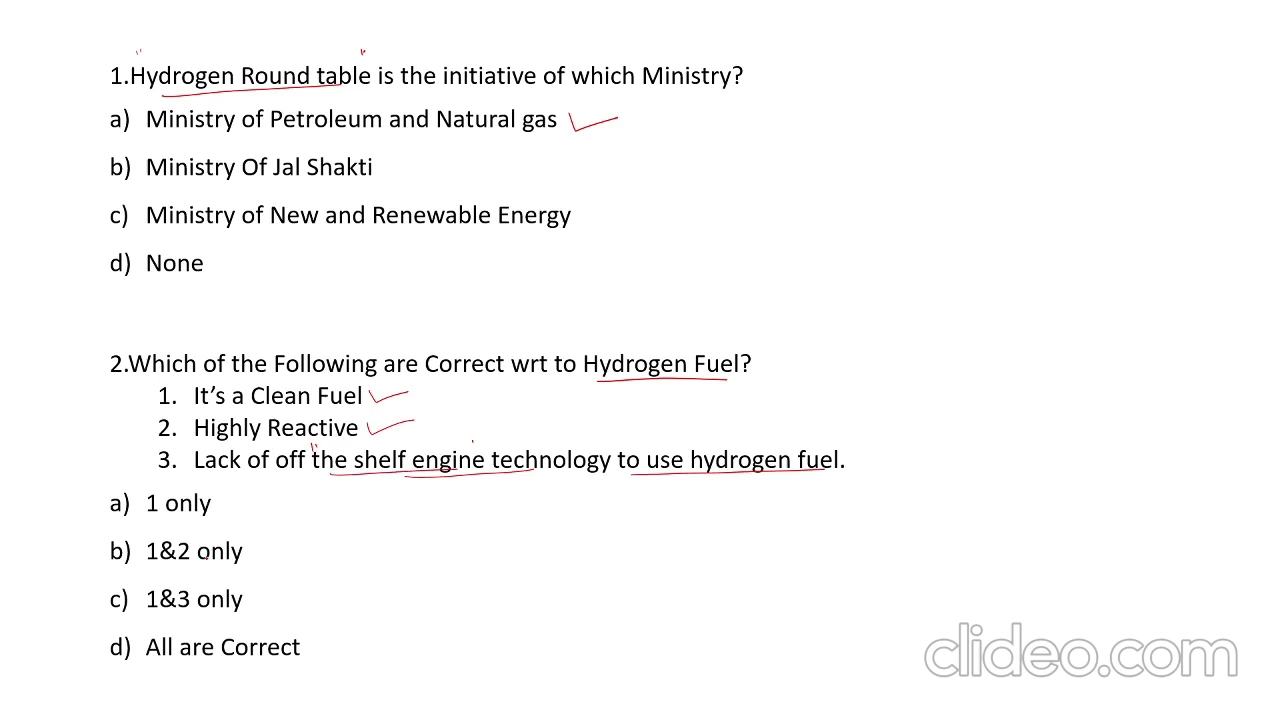 1.Hydrogen Round table is the initiative of which Ministry?
a) Ministry of Petroleum and Natural gas
b) Ministry Of Jal Shakti
c) Ministry of New and Renewable Energy
d) None
2.Which of the Following are Correct wrt to Hydrogen Fuel?
1. It’s a Clean Fuel
2. Highly Reactive
3. Lack of off the shelf engine technology to use hydrogen fuel.
a) 1 only
b) 1&2 only
c) 1&3 only
d) All are Correct
clideo.com